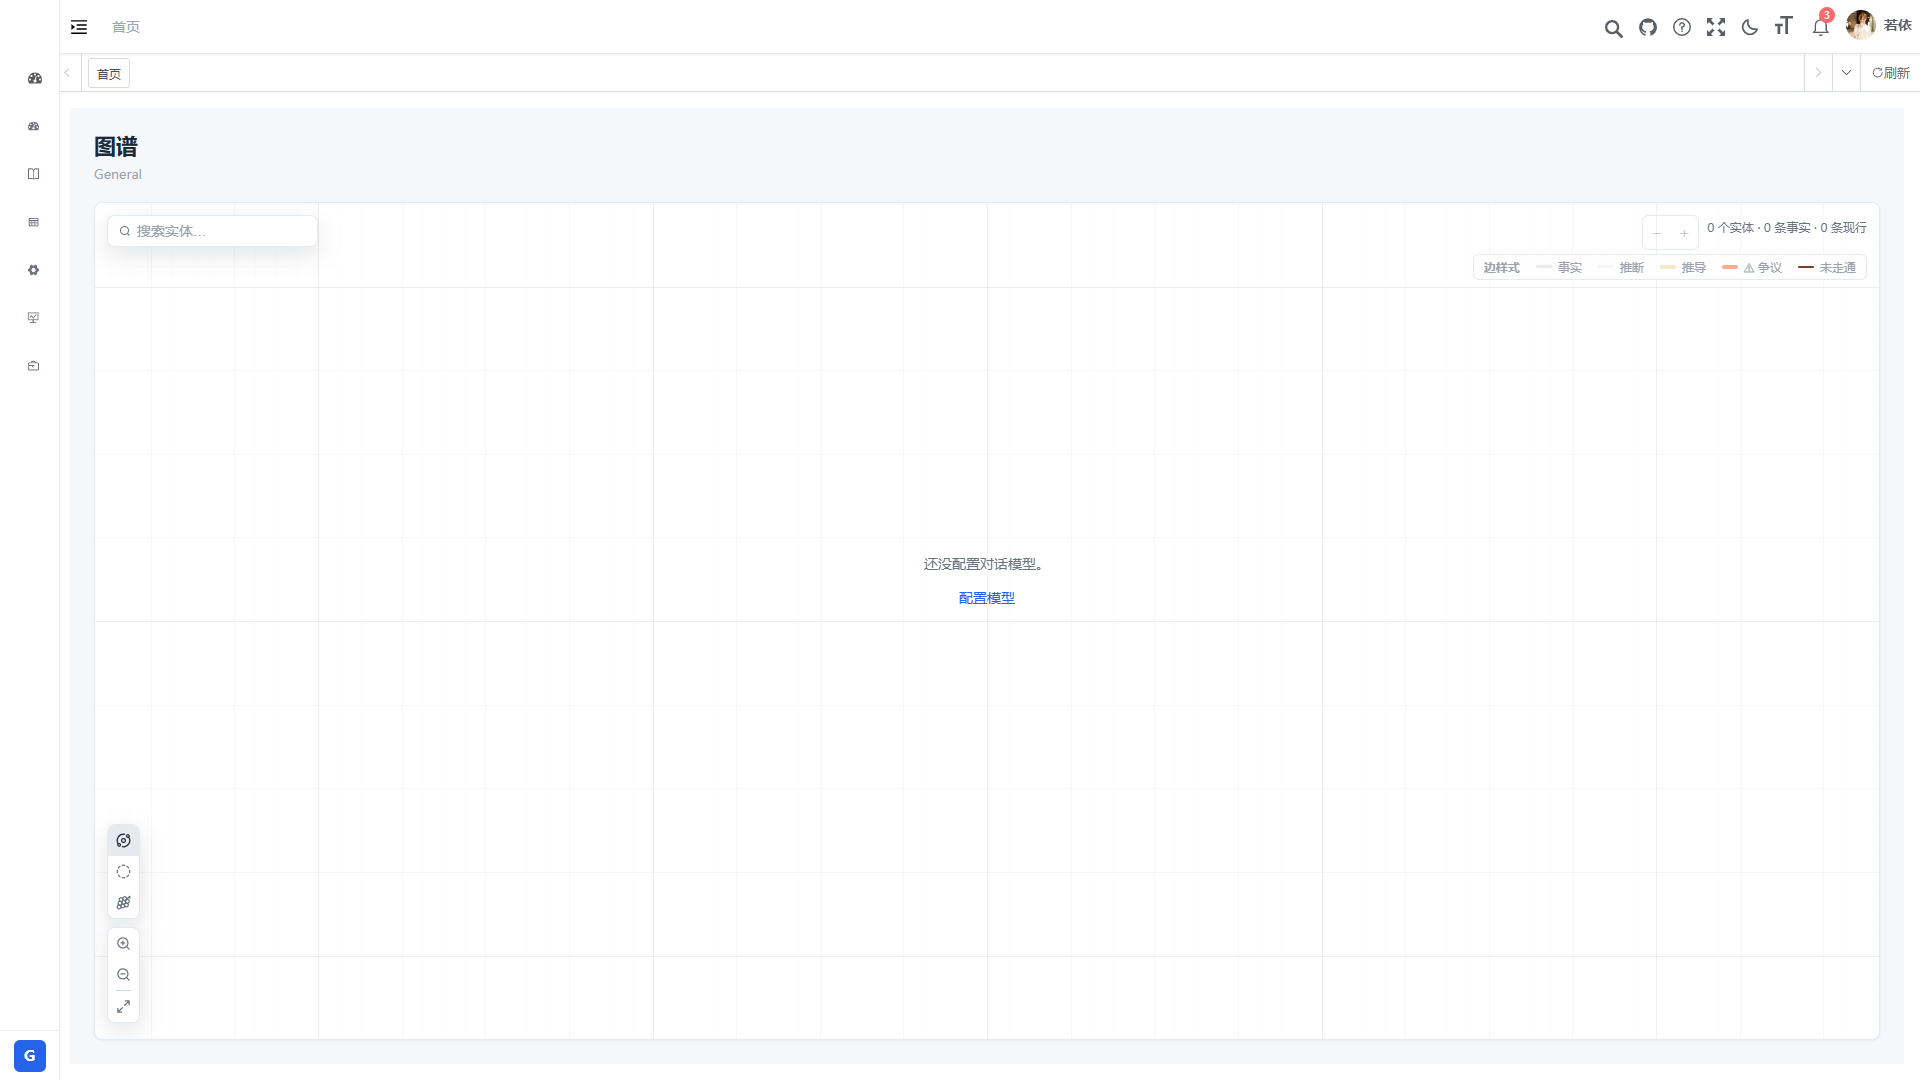 首页
3
若依
首页
刷新
图谱
General
搜索实体...
0 个实体 · 0 条事实 · 0 条现行
边样式 事实 推断 推导 ⚠ 争议 未走通
还没配置对话模型。
配置模型
G